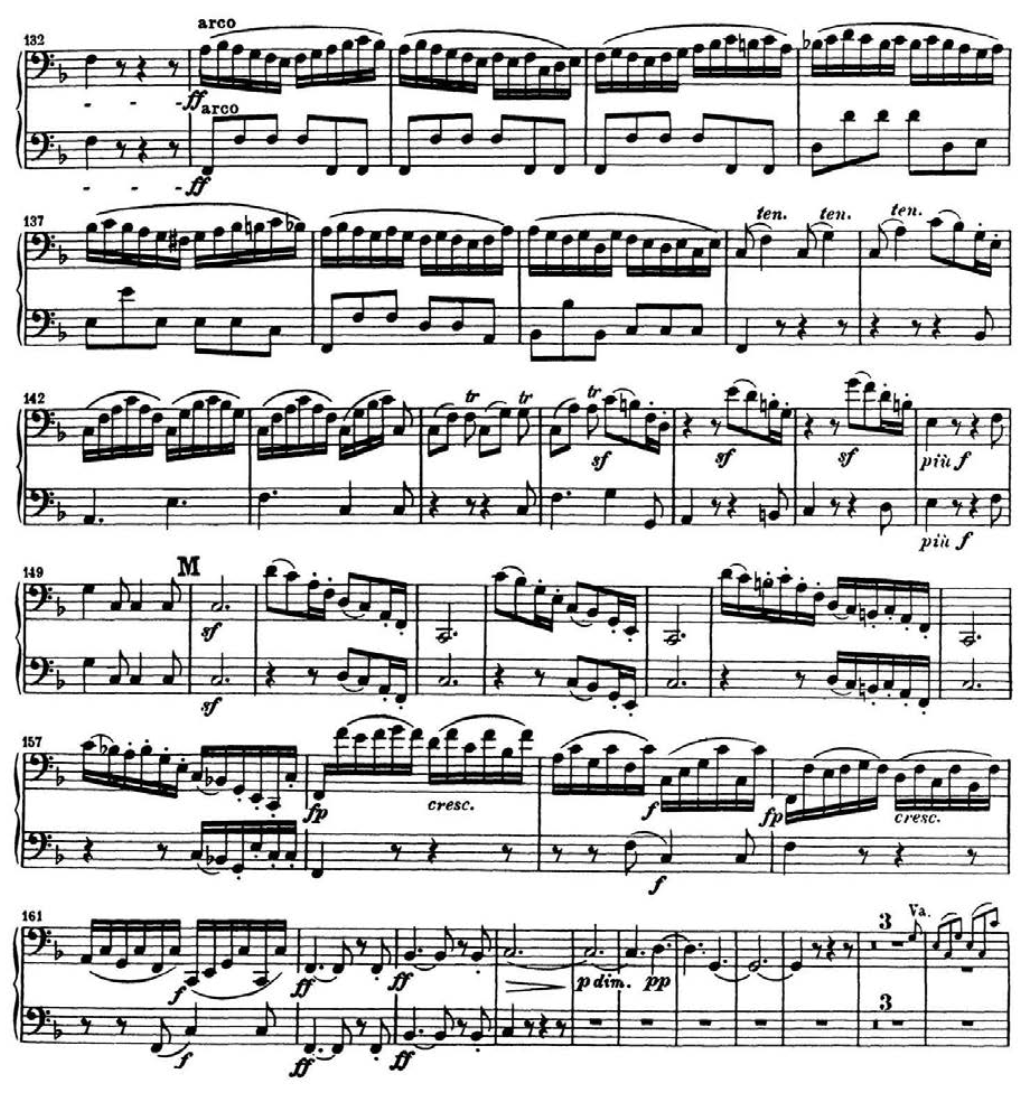 132
arco
ff
arco
ff
137
ten. ten. ten.
142
tr tr tr
sf sf sf più f
più f
149 M
sf
sf
157
fp cresc. f fp cresc.
f
161
3 Va.
f ff ff p dim. pp
3
f ff ff